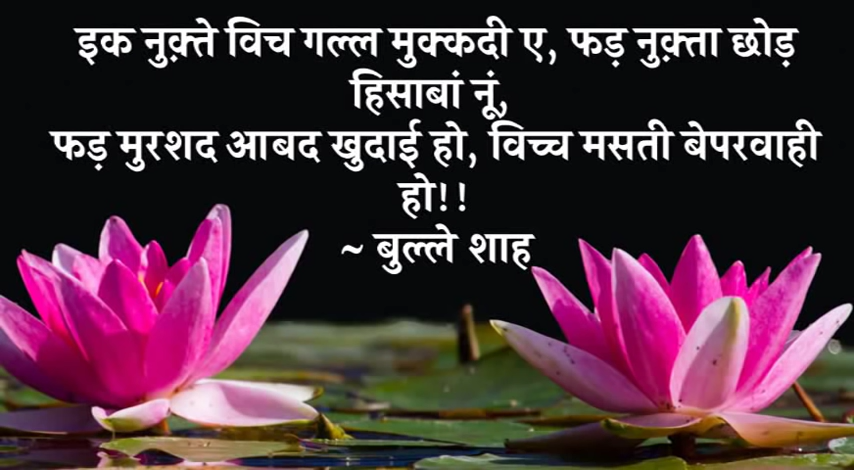 इक नुक़्ते विच गल्ल मुक्कदी ए, फड़ नुक़्ता छोड़
हिसाबां नूं,
फड़ मुरशद आबद खुदाई हो, विच्च मसती बेपरवाही
हो!!
~ बुल्ले शाह